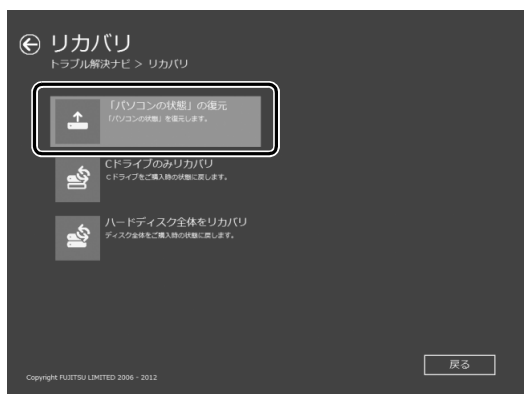 リカバリ
トラブル解決ナビ > リカバリ
「パソコンの状態」の復元
「パソコンの状態」を復元します。
Cドライブのみリカバリ
Cドライブをご購入時の状態に戻します。
ハードディスク全体をリカバリ
ディスク全体をご購入時の状態に戻します。
戻る
Copyright FUJITSU LIMITED 2006 - 2012